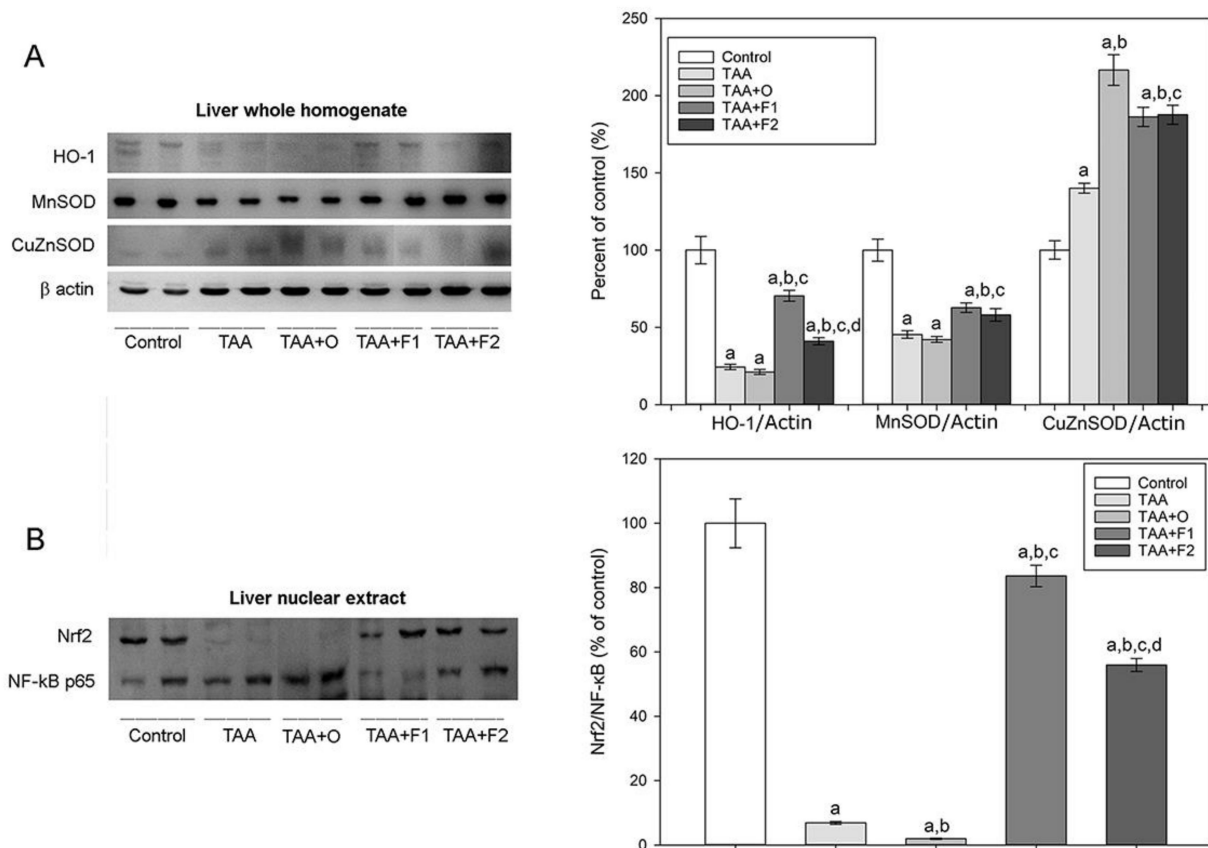 A
Liver whole homogenate
HO-1
MnSOD
CuZnSOD
β actin
Control TAA TAA+O TAA+F1 TAA+F2
250
200
150
100
50
0
Percent of control (%)
Control
TAA
TAA+O
TAA+F1
TAA+F2
a a a,b,c a,b,c,d
a a a,b,c
a a,b a,b,c
HO-1/Actin MnSOD/Actin CuZnSOD/Actin
B
Liver nuclear extract
Nrf2
NF-kB p65
Control TAA TAA+O TAA+F1 TAA+F2
120
100
80
60
40
20
0
Nrf2/NF-κB (% of control)
Control
TAA
TAA+O
TAA+F1
TAA+F2
a a,b a,b,c a,b,c,d